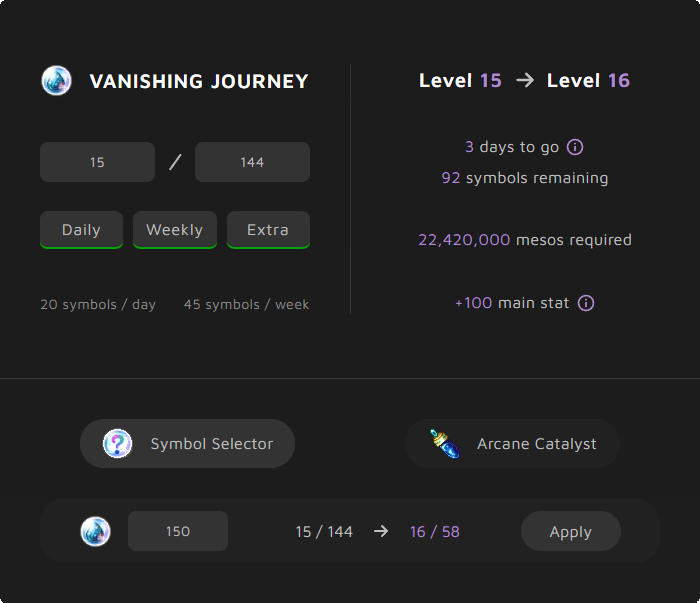 VANISHING JOURNEY
15 / 144
Daily Weekly Extra
20 symbols / day 45 symbols / week
Level 15 → Level 16
3 days to go
92 symbols remaining
22,420,000 mesos required
+100 main stat
Symbol Selector
Arcane Catalyst
150 15 / 144 → 16 / 58 Apply